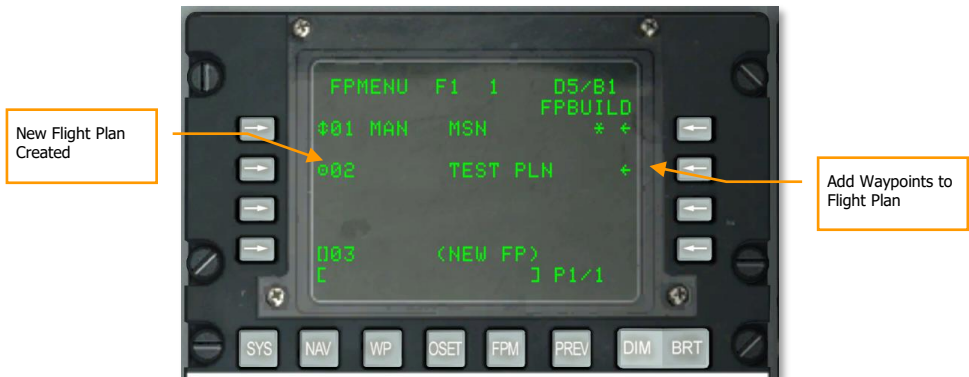 FPMENU F1 1 D5/B1
FPBUILD
↕01 MAN MSN * ←
⊙02 TEST PLN ←
[]03 (NEW FP)
[ ] P1/1
New Flight Plan
Created
Add Waypoints to
Flight Plan
SYS NAV WP OSET FPM PREV DIM BRT